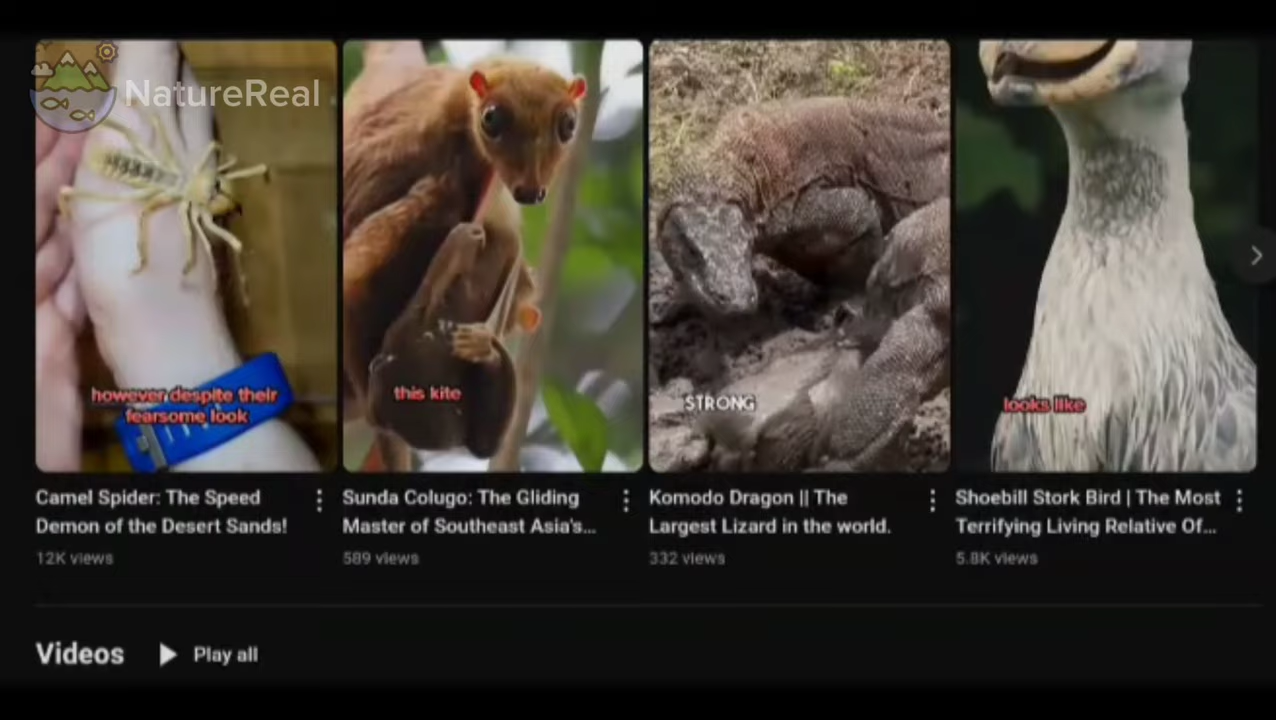 NatureReal
however despite their
fearsome look
this kite
STRONG
looks like
Camel Spider: The Speed
Demon of the Desert Sands!
12K views
Sunda Colugo: The Gliding
Master of Southeast Asia's...
589 views
Komodo Dragon || The
Largest Lizard in the world.
332 views
Shoebill Stork Bird | The Most
Terrifying Living Relative Of...
5.8K views
Videos
Play all